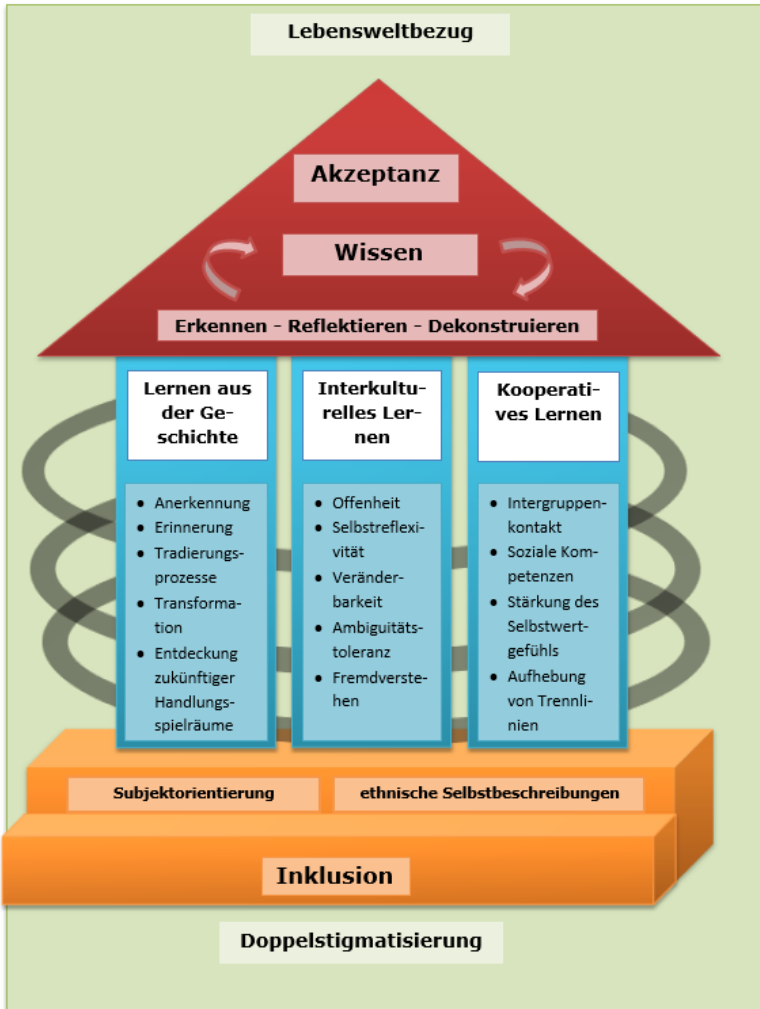 Lebensweltbezug
Akzeptanz
Wissen
Erkennen - Reflektieren - Dekonstruieren
Lernen aus
der Ge-
schichte
• Anerkennung
• Erinnerung
• Tradierungs-
prozesse
• Transforma-
tion
• Entdeckung
zukünftiger
Handlungs-
spielräume
Interkultu-
relles Ler-
nen
• Offenheit
• Selbstreflexi-
vität
• Veränder-
barkeit
• Ambiguitäts-
toleranz
• Fremdverste-
hen
Kooperati-
ves Lernen
• Intergruppen-
kontakt
• Soziale Kom-
petenzen
• Stärkung des
Selbstwert-
gefühls
• Aufhebung
von Trennli-
nien
Subjektorientierung
ethnische Selbstbeschreibungen
Inklusion
Doppelstigmatisierung